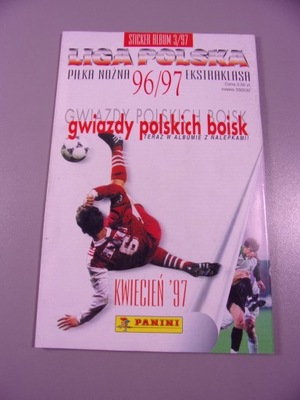 STICKER ALBUM 3/97
LIGA POLSKA
PIŁKA NOŻNA 96/97 EKSTRAKLASA
GWIAZDY POLSKICH BOISK
gwiazdy polskich boisk
TERAZ W ALBUMIE Z NALEPKAMI!
6
KWIECIEŃ '97
PANINI